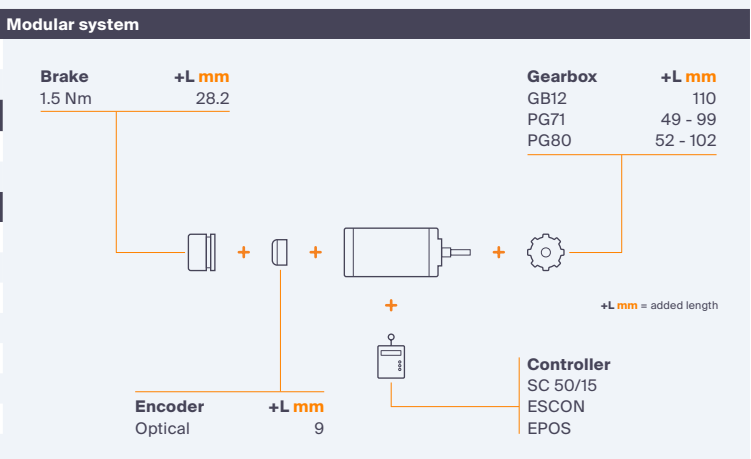 Modular system
Brake +L mm
1.5 Nm 28.2
Gearbox +L mm
GB12 110
PG71 49 - 99
PG80 52 - 102
+L mm = added length
Encoder +L mm
Optical 9
Controller
SC 50/15
ESCON
EPOS